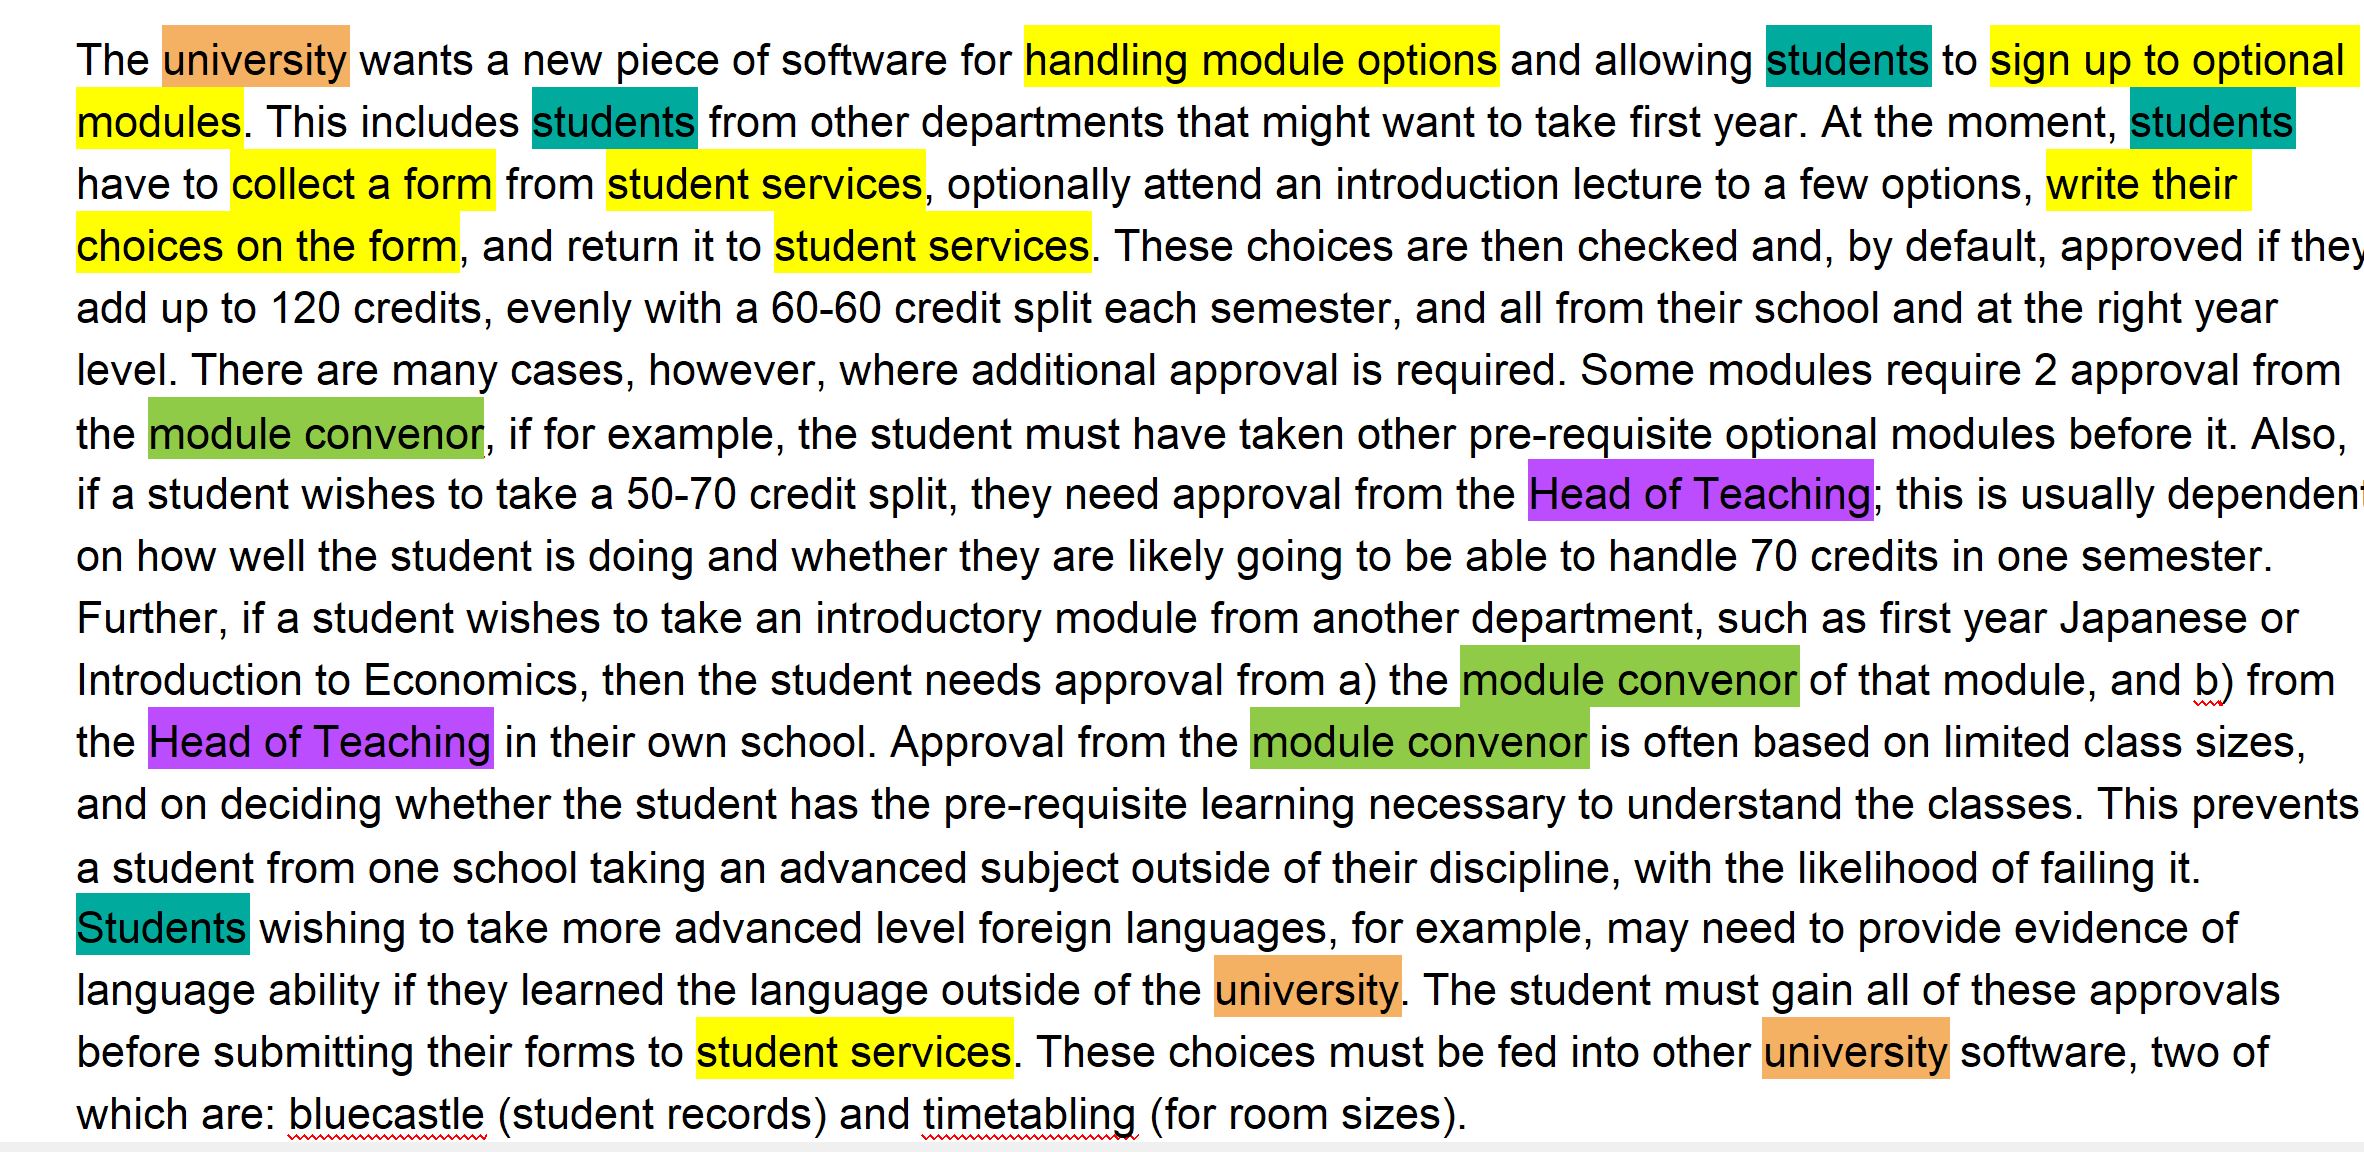 The university wants a new piece of software for handling module options and allowing students to sign up to optional
modules. This includes students from other departments that might want to take first year. At the moment, students
have to collect a form from student services, optionally attend an introduction lecture to a few options, write their
choices on the form, and return it to student services. These choices are then checked and, by default, approved if they
add up to 120 credits, evenly with a 60-60 credit split each semester, and all from their school and at the right year
level. There are many cases, however, where additional approval is required. Some modules require 2 approval from
the module convenor, if for example, the student must have taken other pre-requisite optional modules before it. Also,
if a student wishes to take a 50-70 credit split, they need approval from the Head of Teaching; this is usually dependent
on how well the student is doing and whether they are likely going to be able to handle 70 credits in one semester.
Further, if a student wishes to take an introductory module from another department, such as first year Japanese or
Introduction to Economics, then the student needs approval from a) the module convenor of that module, and b) from
the Head of Teaching in their own school. Approval from the module convenor is often based on limited class sizes,
and on deciding whether the student has the pre-requisite learning necessary to understand the classes. This prevents
a student from one school taking an advanced subject outside of their discipline, with the likelihood of failing it.
Students wishing to take more advanced level foreign languages, for example, may need to provide evidence of
language ability if they learned the language outside of the university. The student must gain all of these approvals
before submitting their forms to student services. These choices must be fed into other university software, two of
which are: bluecastle (student records) and timetabling (for room sizes).